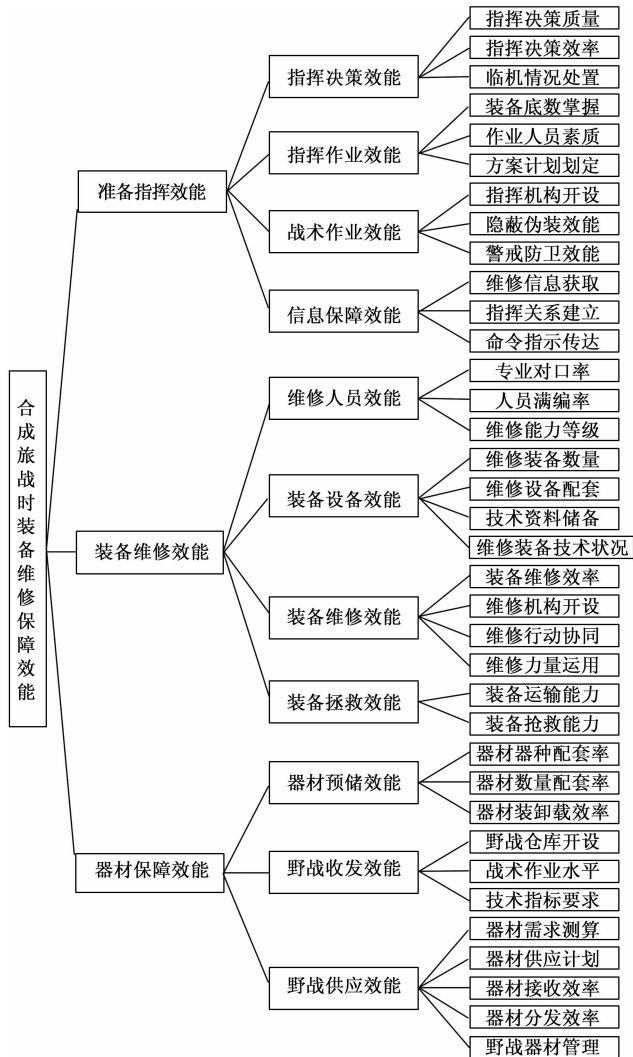 合成旅战时装备维修保障效能
准备指挥效能
指挥决策效能
指挥决策质量
指挥决策效率
临机情况处置
指挥作业效能
装备底数掌握
作业人员素质
方案计划划定
战术作业效能
指挥机构开设
隐蔽伪装效能
警戒防卫效能
信息保障效能
维修信息获取
指挥关系建立
命令指示传达
装备维修效能
维修人员效能
专业对口率
人员满编率
维修能力等级
装备设备效能
维修装备数量
维修设备配套
技术资料储备
维修装备技术状况
装备维修效能
装备维修效率
维修机构开设
维修行动协同
维修力量运用
装备拯救效能
装备运输能力
装备抢救能力
器材保障效能
器材预储效能
器材器种配套率
器材数量配套率
器材装卸载效率
野战收发效能
野战仓库开设
战术作业水平
技术指标要求
野战供应效能
器材需求测算
器材供应计划
器材接收效率
器材分发效率
野战器材管理